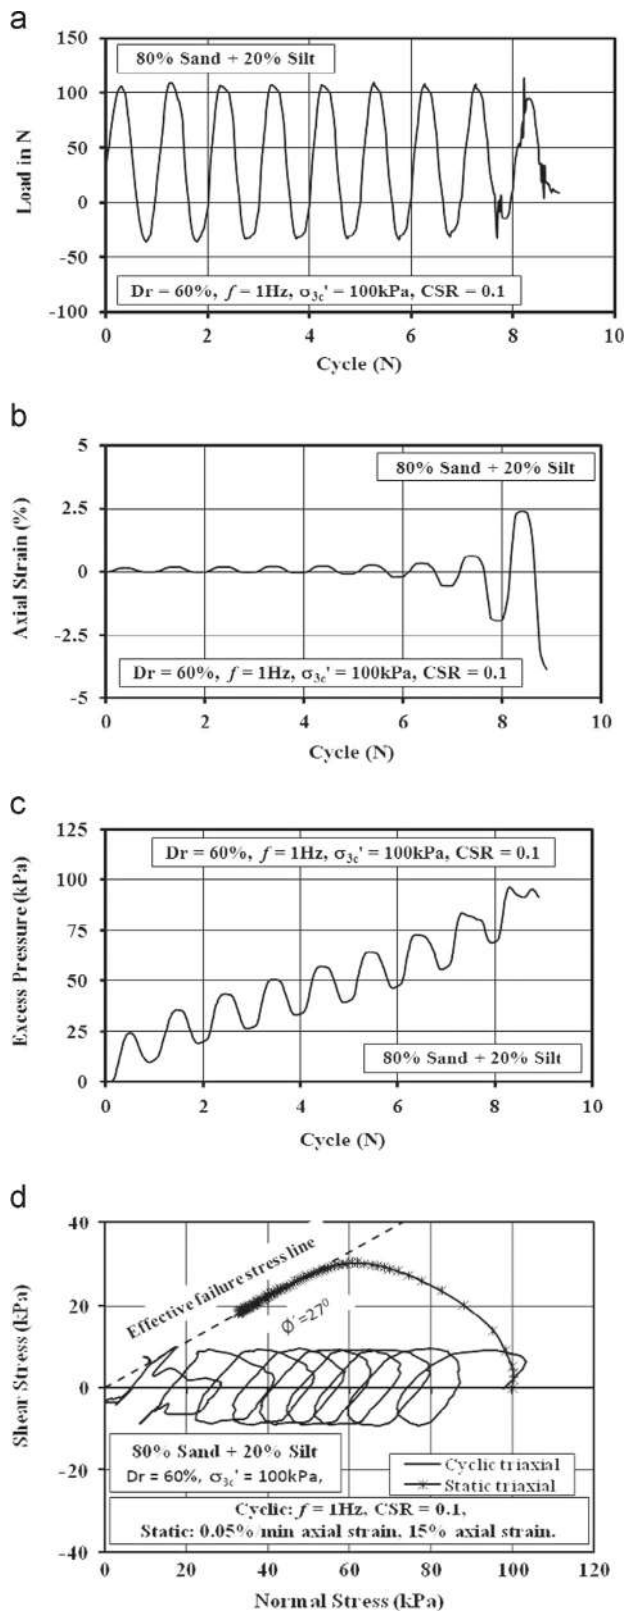 a
150
80% Sand + 20% Silt
100
50
0
-50
Dr = 60%, f = 1Hz, σ3c' = 100kPa, CSR = 0.1
-100
0 2 4 6 8 10
Cycle (N)
Load in N
b
5
80% Sand + 20% Silt
2.5
0
-2.5
Dr = 60%, f = 1Hz, σ3c' = 100kPa, CSR = 0.1
-5
0 2 4 6 8 10
Cycle (N)
Axial Strain (%)
c
125
Dr = 60%, f = 1Hz, σ3c' = 100kPa, CSR = 0.1
100
75
50
25
80% Sand + 20% Silt
0
0 2 4 6 8 10
Cycle (N)
Excess Pressure (kPa)
d
40
Effective failure stress line
20
Ø'=27⁰
0
80% Sand + 20% Silt
Dr = 60%, σ3c' = 100kPa,
Cyclic triaxial
Static triaxial
-20
Cyclic: f = 1Hz, CSR = 0.1,
Static: 0.05% min axial strain, 15% axial strain.
-40
0 20 40 60 80 100 120
Normal Stress (kPa)
Shear Stress (kPa)